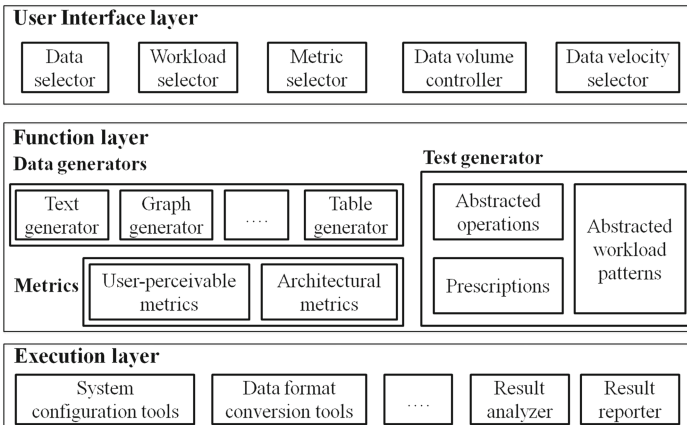 User Interface layer
Data
selector
Workload
selector
Metric
selector
Data volume
controller
Data velocity
selector
Function layer
Data generators
Text
generator
Graph
generator
....
Table
generator
Metrics
User-perceivable
metrics
Architectural
metrics
Test generator
Abstracted
operations
Prescriptions
Abstracted
workload
patterns
Execution layer
System
configuration tools
Data format
conversion tools
....
Result
analyzer
Result
reporter